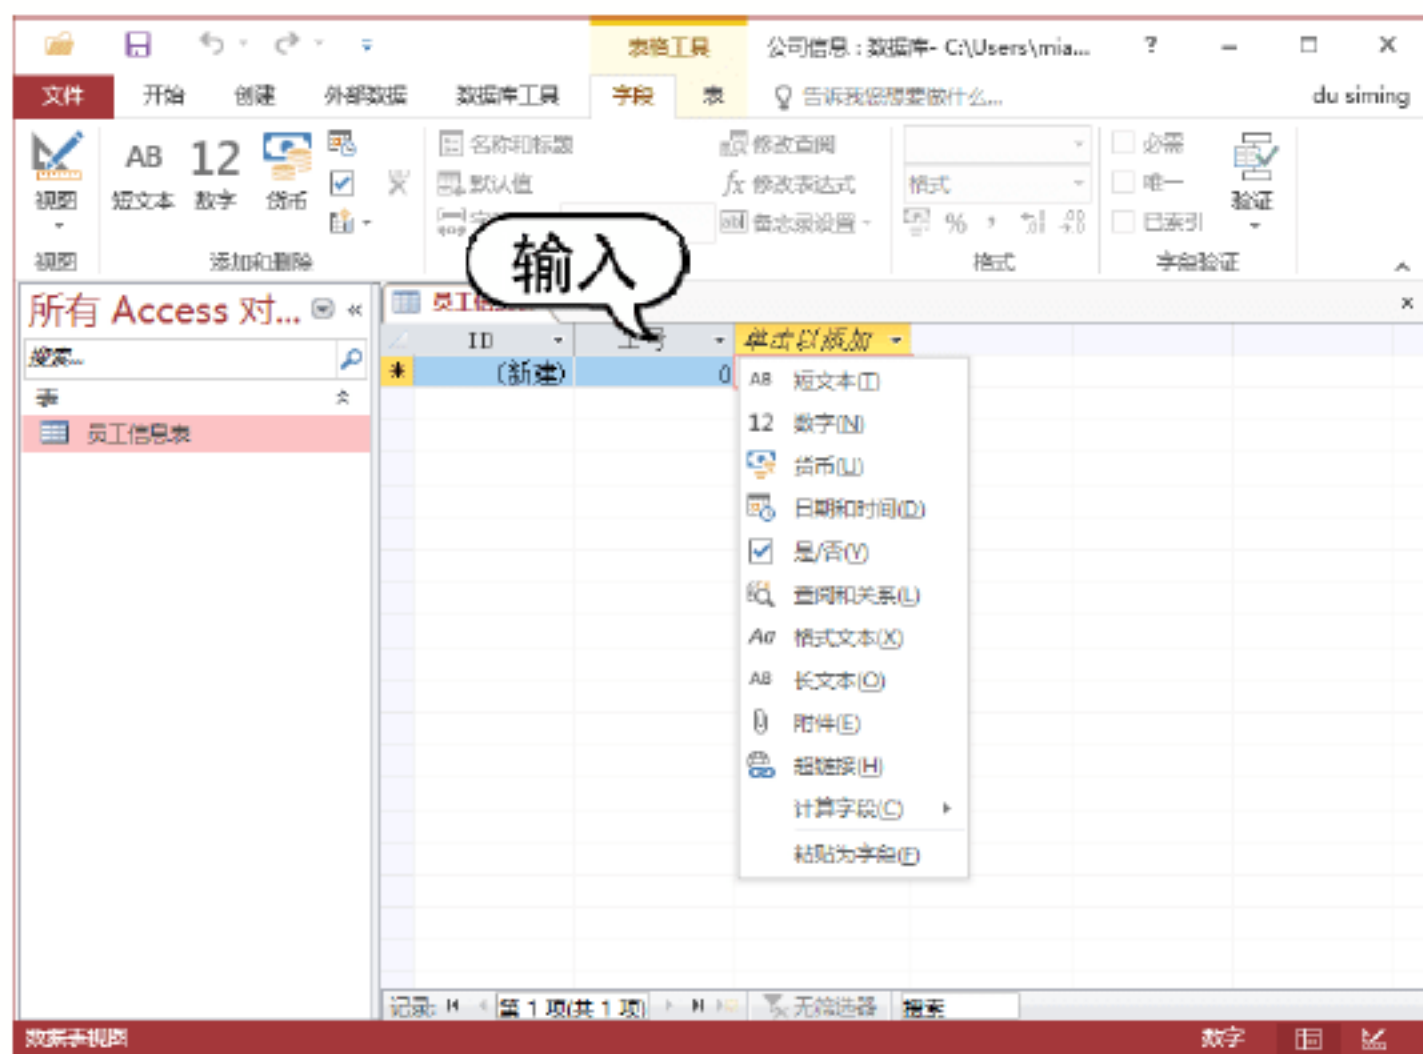 表格工具 公司信息 : 数据库- C:\Users\mia... ?
文件 开始 创建 外部数据 数据库工具 字段 表 告诉我您想要做什么... du siming
视图 AB 短文本 12 数字 货币
名称和标题
默认值
修改查阅
fx 修改表达式
ab| 备忘录设置
格式
% ,
必需
唯一
已索引
验证
视图 添加和删除 格式 字段验证
输入
所有 Access 对... «
搜索...
表
员工信息表
ID 工号 单击以添加
* (新建) 0
AB 短文本(T)
12 数字(N)
货币(U)
日期和时间(D)
是/否(Y)
查阅和关系(L)
Aa 格式文本(X)
AB 长文本(O)
附件(E)
超链接(H)
计算字段(C)
粘贴为字段(F)
记录: 第 1 项(共 1 项) 无筛选器 搜索
数据表视图 数字